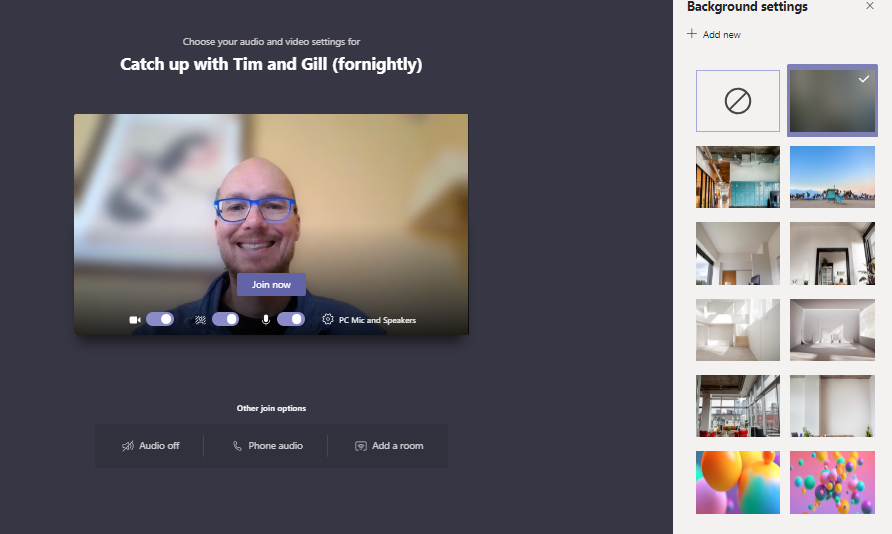 Choose your audio and video settings for
Catch up with Tim and Gill (fornightly)
Join now
PC Mic and Speakers
Other join options
Audio off
Phone audio
Add a room
Background settings
Add new